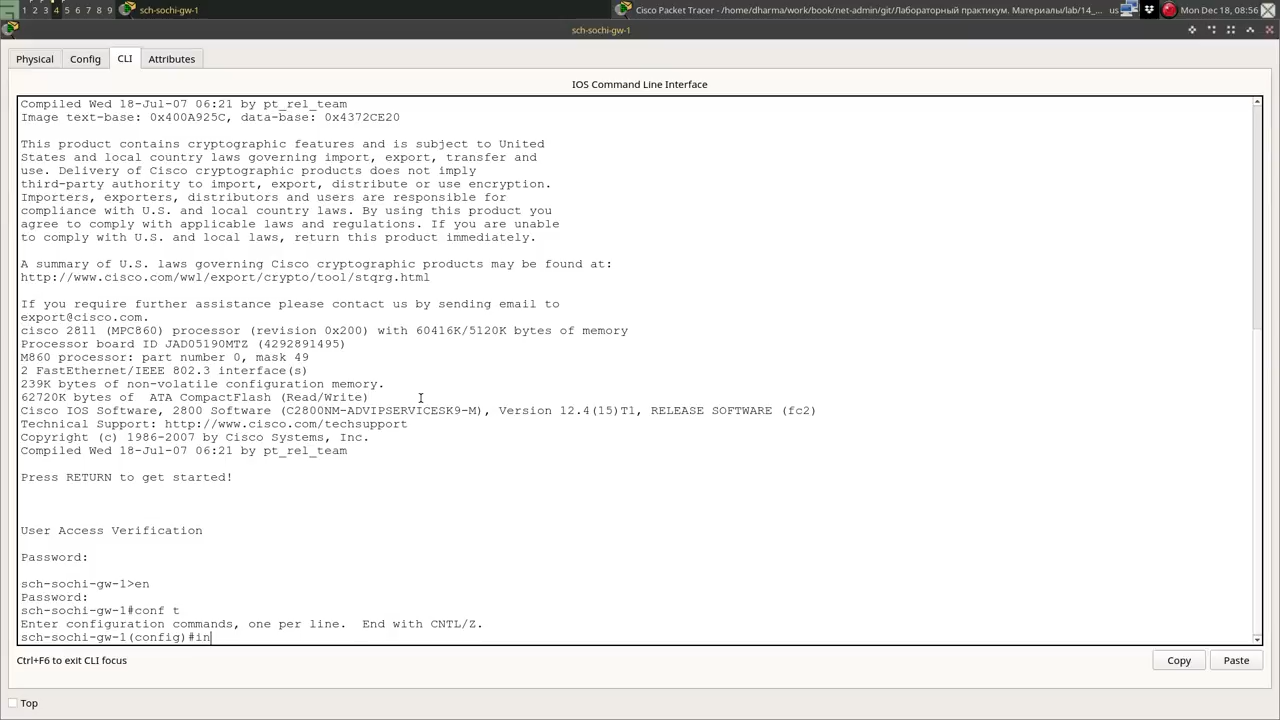 1 2 3 4 5 6 7 8 9 sch-sochi-gw-1 Cisco Packet Tracer - /home/dharma/work/book/net-admin/git/Лабораторный практикум. Материалы/lab/14_... us Mon Dec 18, 08:56
sch-sochi-gw-1
Physical Config CLI Attributes
IOS Command Line Interface
Compiled Wed 18-Jul-07 06:21 by pt_rel_team
Image text-base: 0x400A925C, data-base: 0x4372CE20
This product contains cryptographic features and is subject to United
States and local country laws governing import, export, transfer and
use. Delivery of Cisco cryptographic products does not imply
third-party authority to import, export, distribute or use encryption.
Importers, exporters, distributors and users are responsible for
compliance with U.S. and local country laws. By using this product you
agree to comply with applicable laws and regulations. If you are unable
to comply with U.S. and local laws, return this product immediately.
A summary of U.S. laws governing Cisco cryptographic products may be found at:
http://www.cisco.com/wwl/export/crypto/tool/stqrg.html
If you require further assistance please contact us by sending email to
export@cisco.com.
cisco 2811 (MPC860) processor (revision 0x200) with 60416K/5120K bytes of memory
Processor board ID JAD05190MTZ (4292891495)
M860 processor: part number 0, mask 49
2 FastEthernet/IEEE 802.3 interface(s)
239K bytes of non-volatile configuration memory.
62720K bytes of  ATA CompactFlash (Read/Write)
Cisco IOS Software, 2800 Software (C2800NM-ADVIPSERVICESK9-M), Version 12.4(15)T1, RELEASE SOFTWARE (fc2)
Technical Support: http://www.cisco.com/techsupport
Copyright (c) 1986-2007 by Cisco Systems, Inc.
Compiled Wed 18-Jul-07 06:21 by pt_rel_team
Press RETURN to get started!
User Access Verification
Password:
sch-sochi-gw-1>en
Password:
sch-sochi-gw-1#conf t
Enter configuration commands, one per line.  End with CNTL/Z.
sch-sochi-gw-1(config)#in
Ctrl+F6 to exit CLI focus
Copy Paste
Top